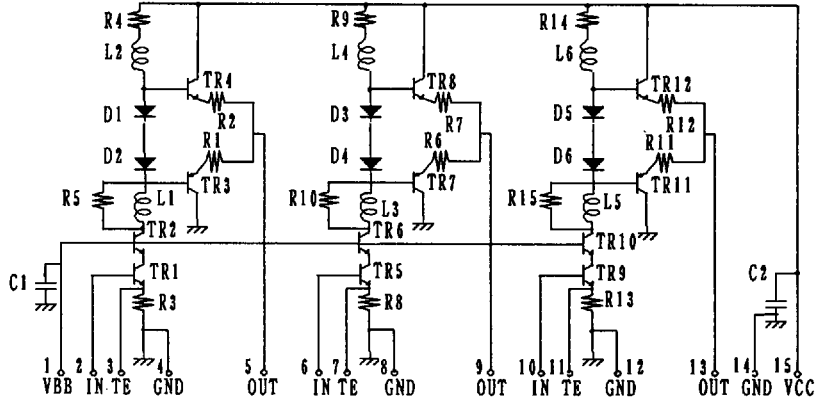 R4 R9 R14
L2 L4 L6
TR4 TR8 TR12
D1 R2 D3 R7 D5 R12
D2 R1 D4 R6 D6 R11
R5 L1 TR3 R10 L3 TR7 R15 L5 TR11
TR2 TR6 TR10
C1 TR1 TR5 TR9 C2
R3 R8 R13
1 2 3 4 5 6 7 8 9 10 11 12 13 14 15
VBB IN TE GND OUT IN TE GND OUT IN TE GND OUT GND VCC